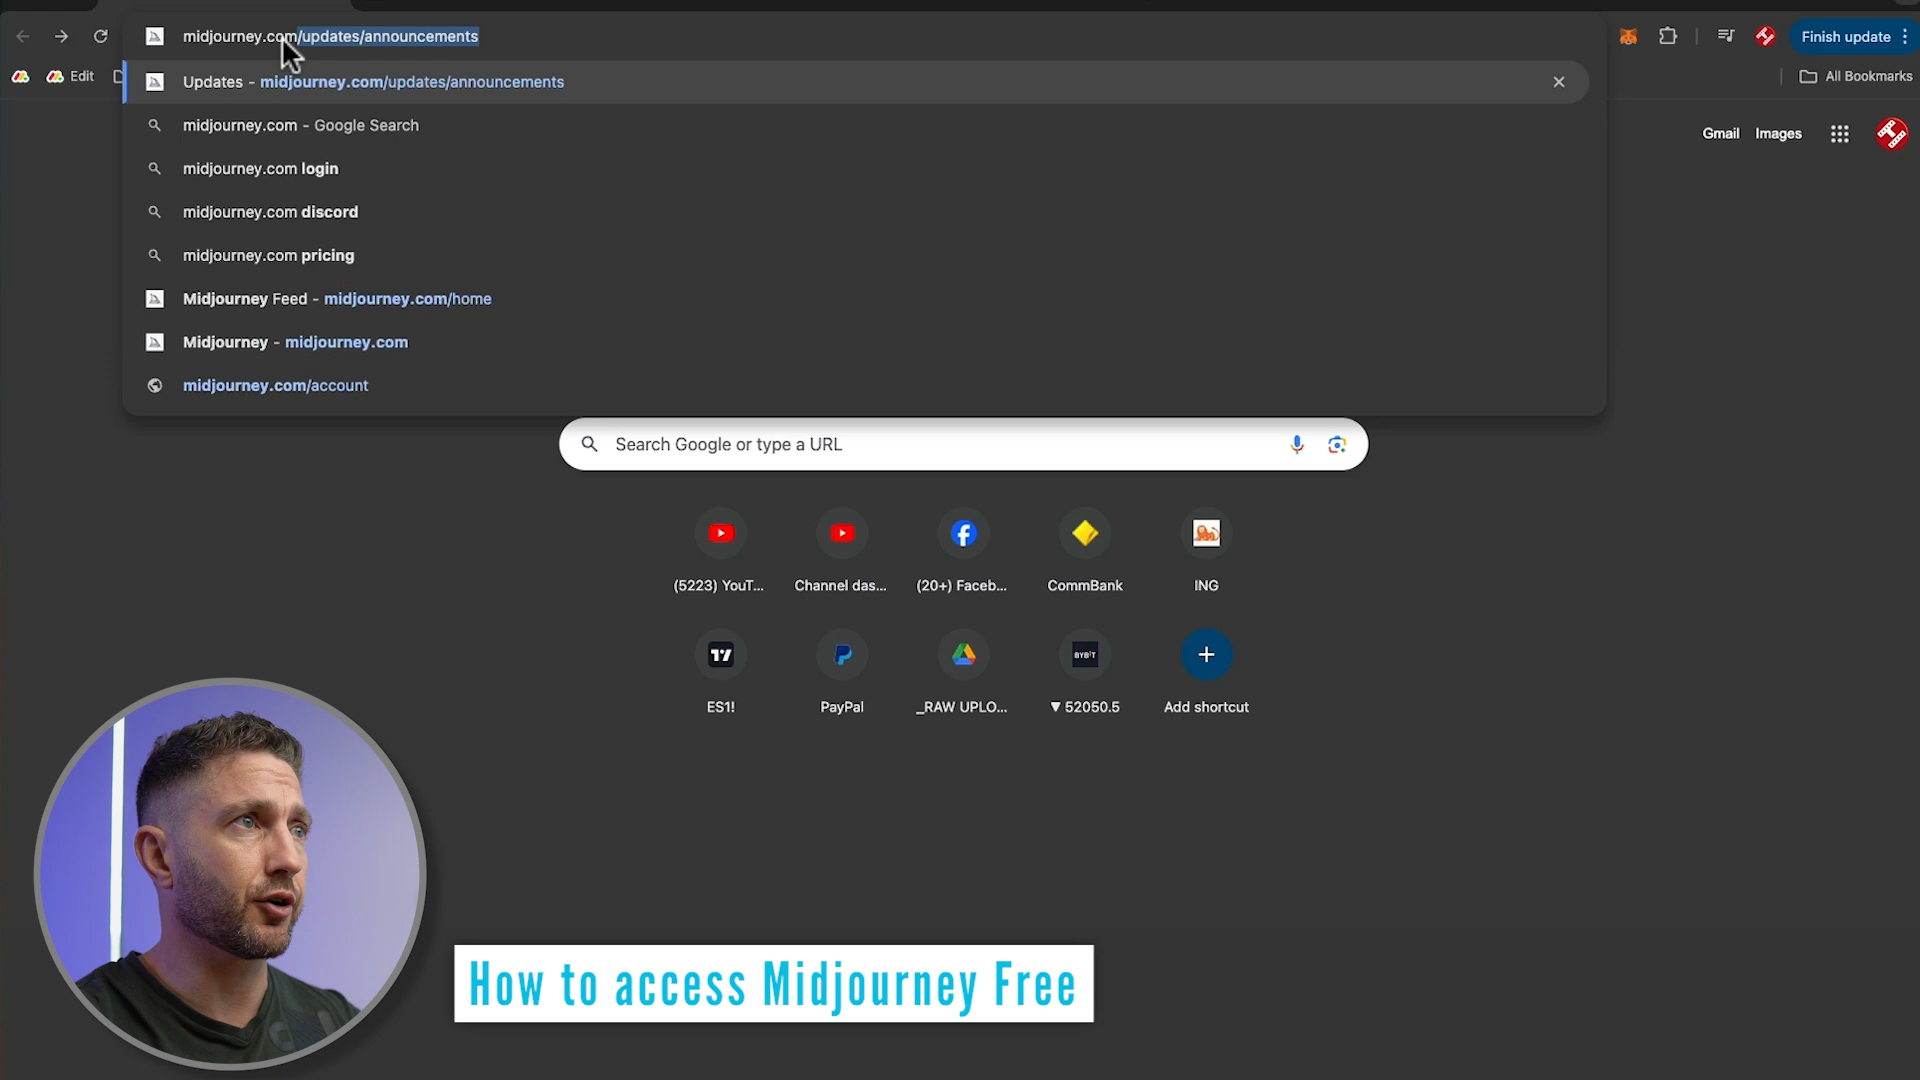 midjourney.com/updates/announcements
Finish update
Edit
All Bookmarks
Updates - midjourney.com/updates/announcements
midjourney.com - Google Search
midjourney.com login
midjourney.com discord
midjourney.com pricing
Midjourney Feed - midjourney.com/home
Midjourney - midjourney.com
midjourney.com/account
Gmail
Images
Search Google or type a URL
(5223) YouT...
Channel das...
(20+) Faceb...
CommBank
ING
BYBIT
ES1!
PayPal
_RAW UPLO...
▼ 52050.5
Add shortcut
How to access Midjourney Free